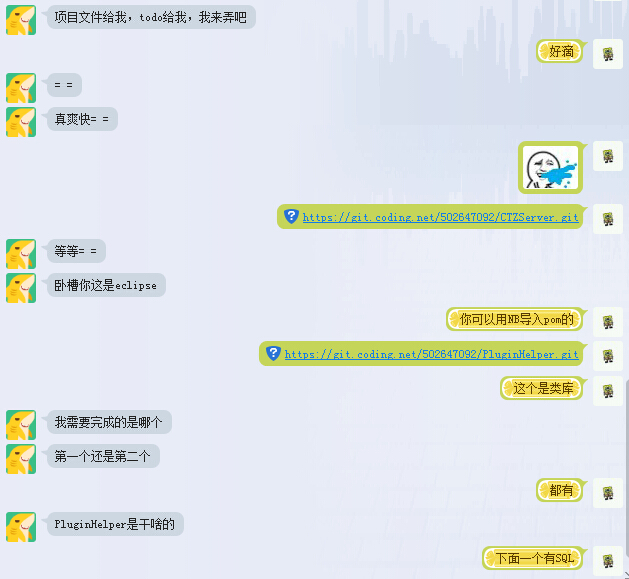 项目文件给我，todo给我，我来弄吧
好滴
= =
真爽快= =
https://git.coding.net/502647092/CTZServer.git
等等= =
卧槽你这是eclipse
你可以用NB导入pom的
https://git.coding.net/502647092/PluginHelper.git
这个是类库
我需要完成的是哪个
第一个还是第二个
都有
PluginHelper是干啥的
下面一个有SQL